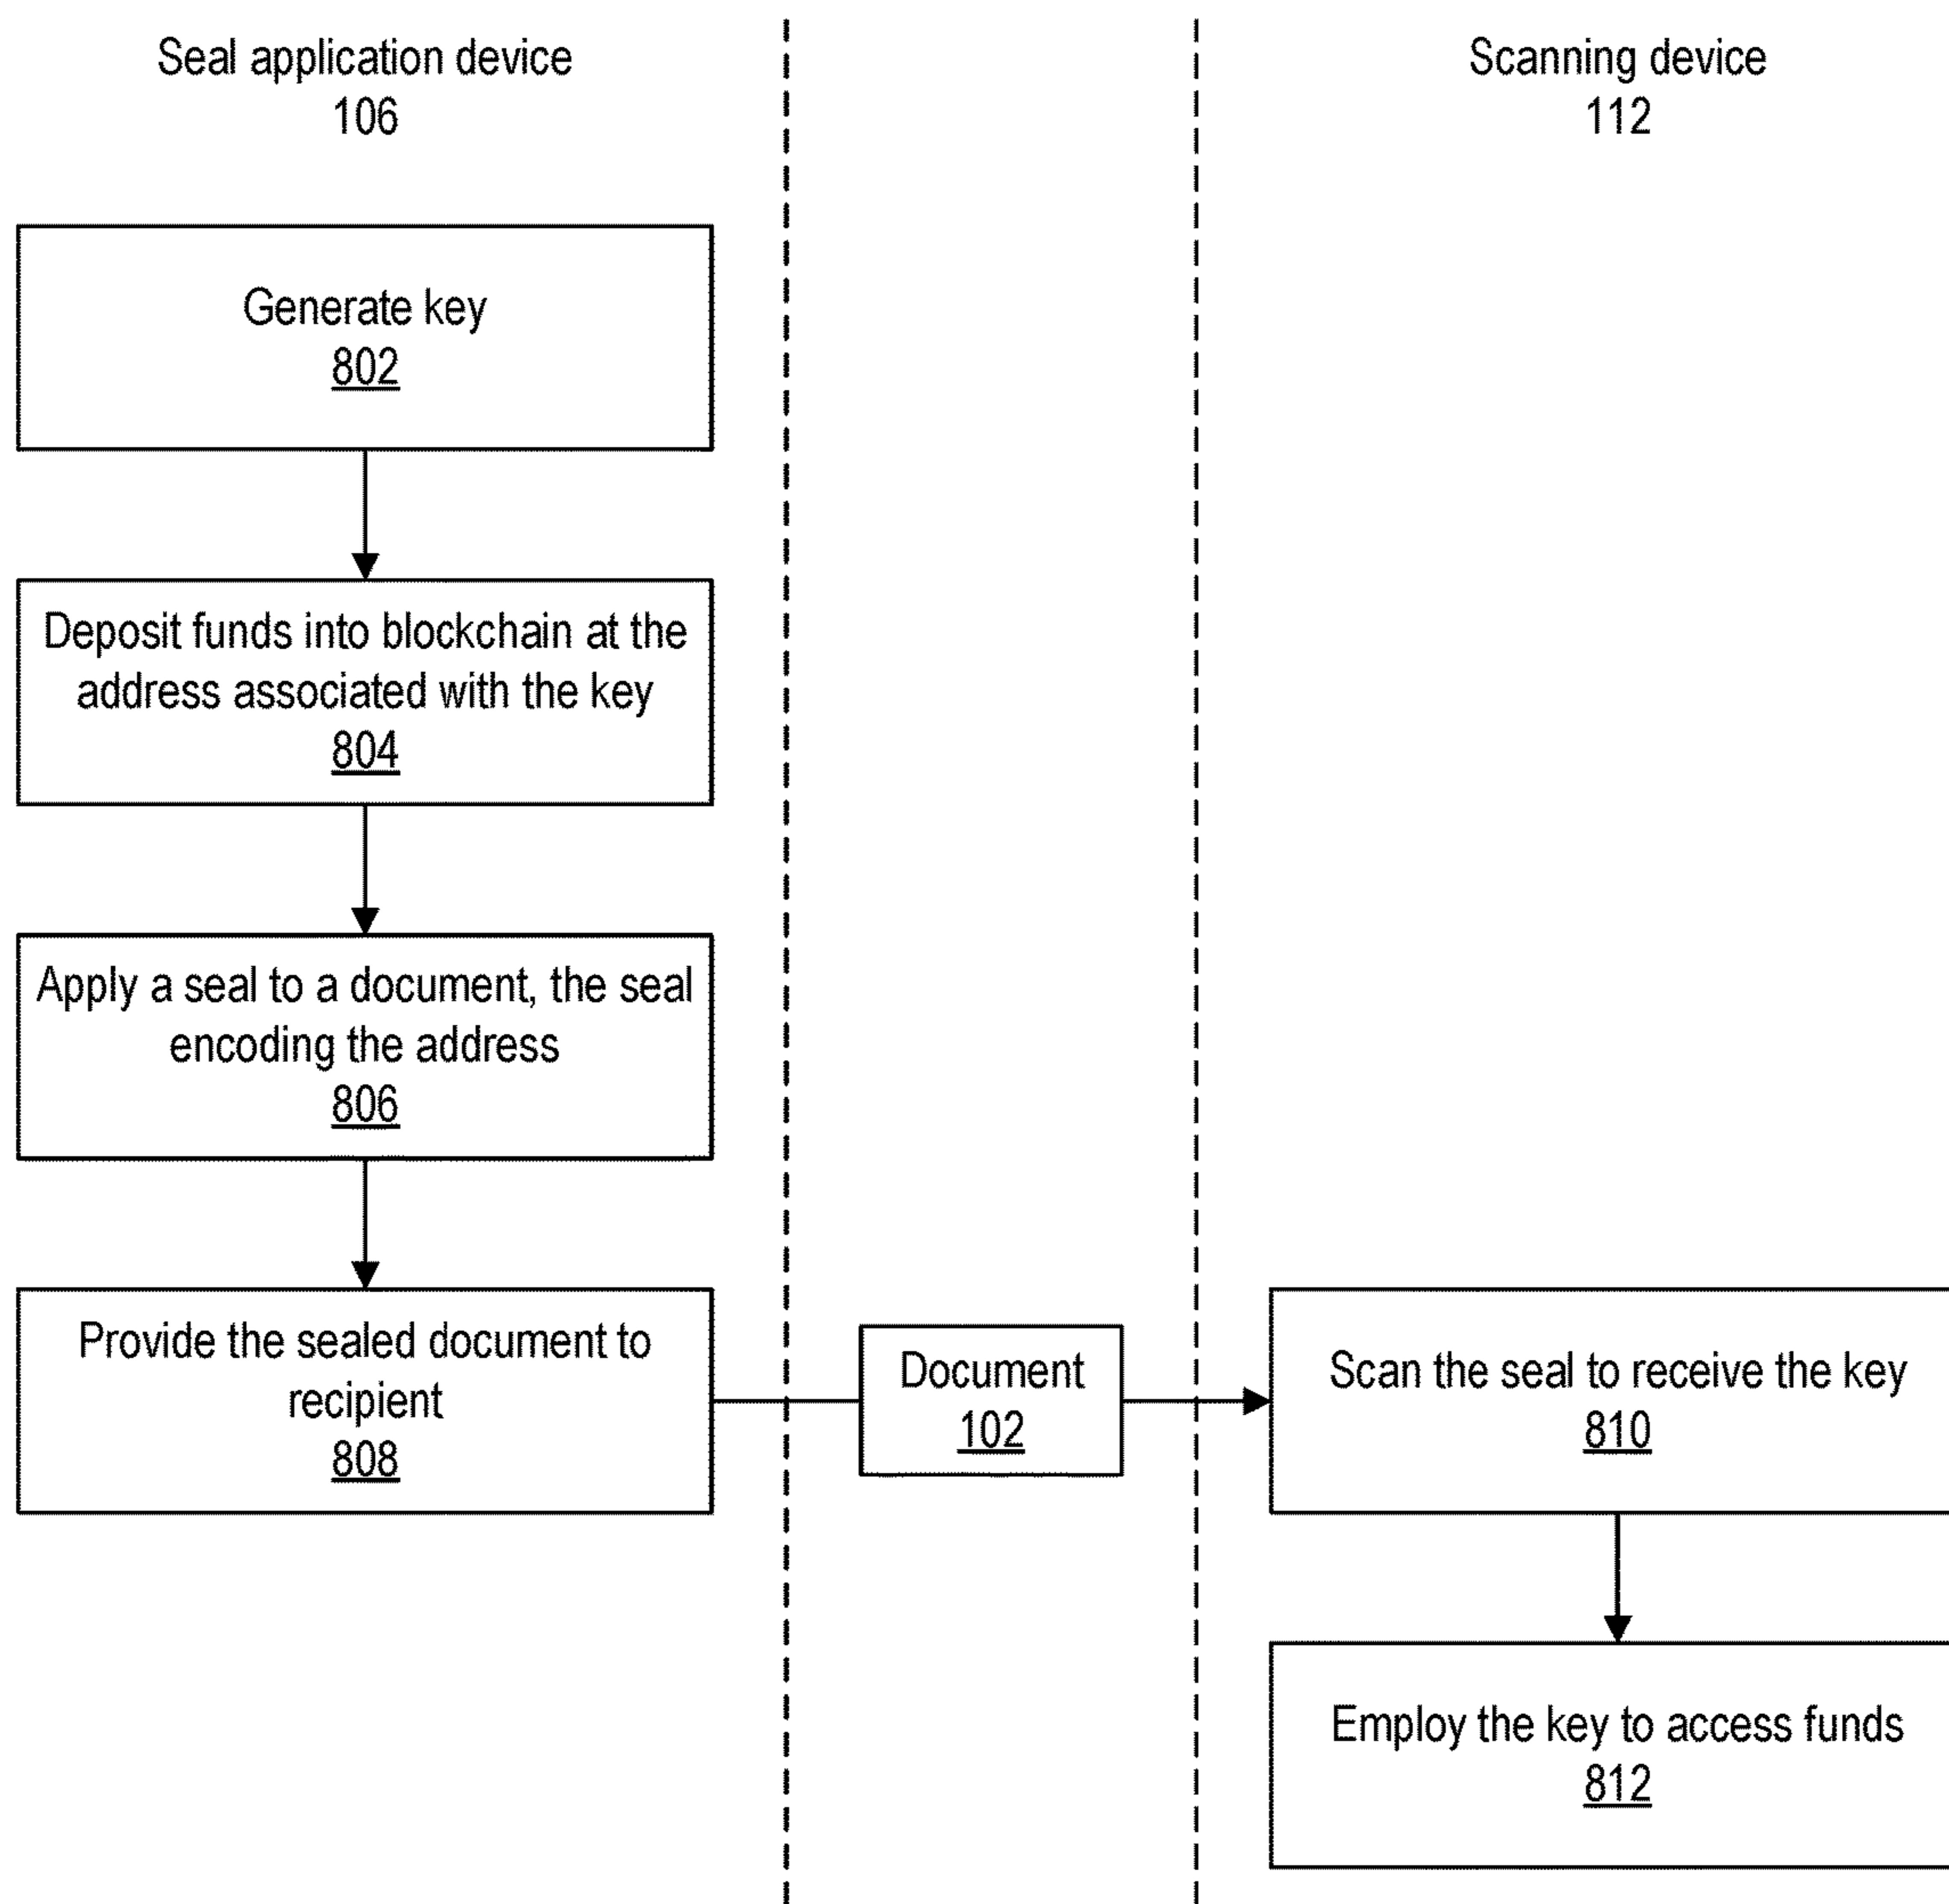 Seal application device
106
Scanning device
112
Generate key
802
Deposit funds into blockchain at the
address associated with the key
804
Apply a seal to a document, the seal
encoding the address
806
Provide the sealed document to
recipient
808
Document
102
Scan the seal to receive the key
810
Employ the key to access funds
812